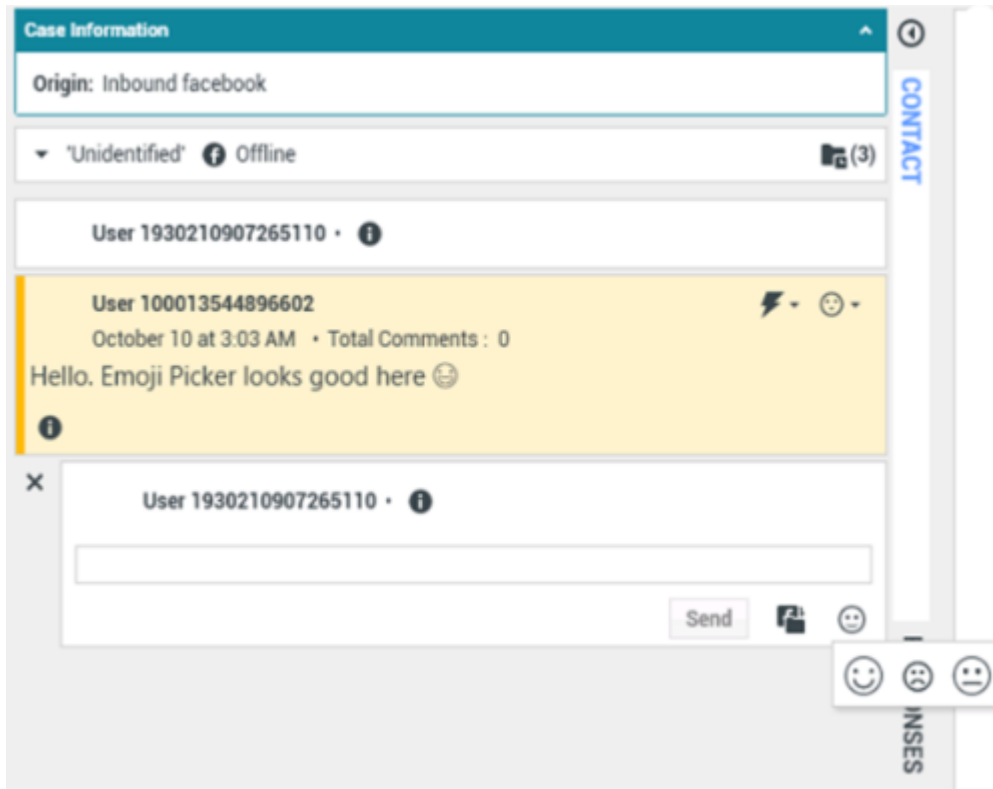 Case Information
Origin: Inbound facebook
CONTACT
'Unidentified' Offline (3)
User 1930210907265110 •
User 100013544896602
October 10 at 3:03 AM • Total Comments : 0
Hello. Emoji Picker looks good here 😊
User 1930210907265110 •
Send